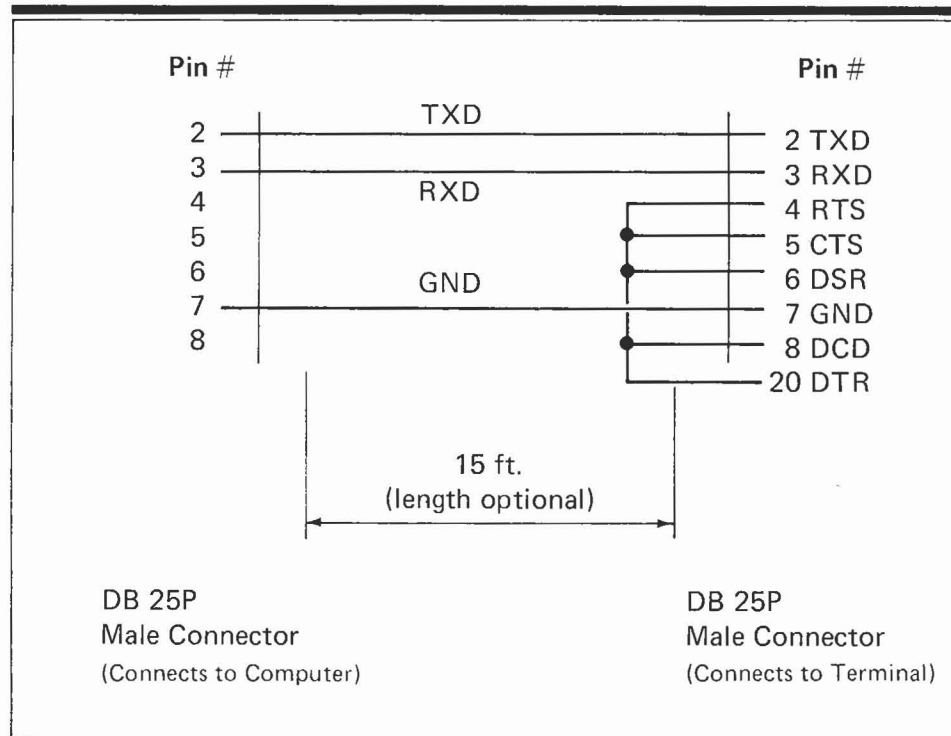 Pin # Pin #
TXD
2 2 TXD
3 3 RXD
RXD
4 4 RTS
5 5 CTS
6 6 DSR
GND
7 7 GND
8 8 DCD
20 DTR
15 ft.
(length optional)
DB 25P DB 25P
Male Connector Male Connector
(Connects to Computer) (Connects to Terminal)